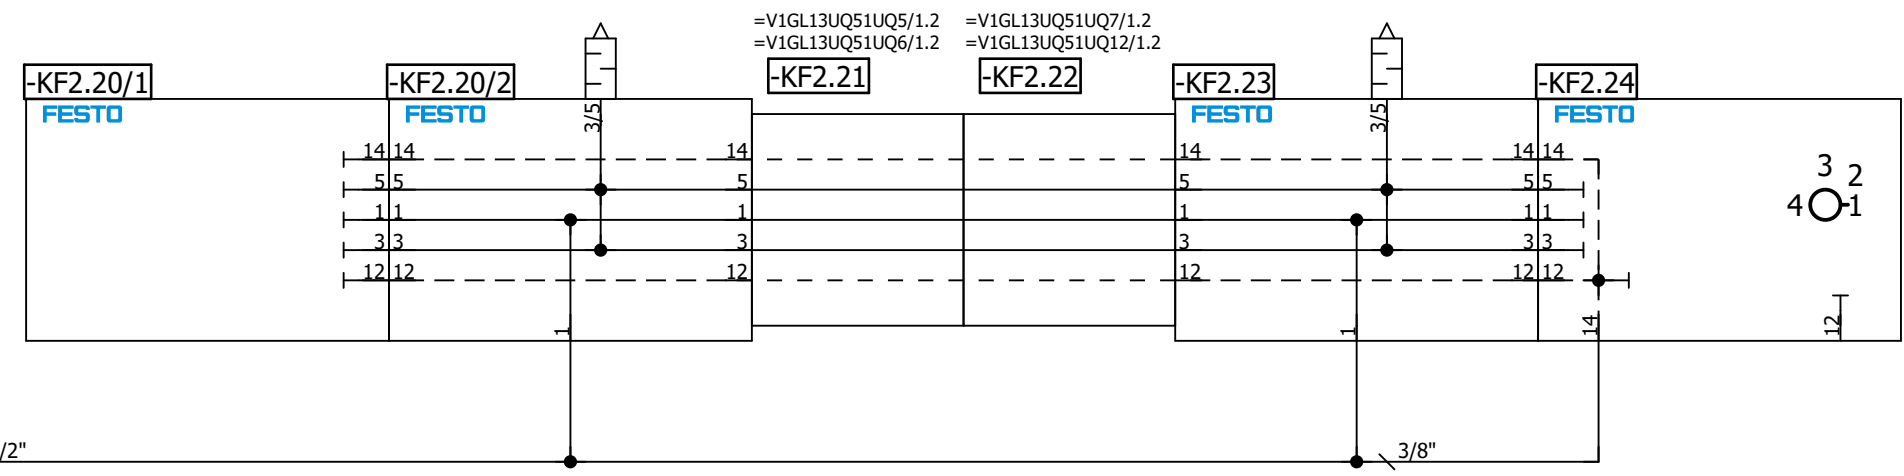 =V1GL13UQ51UQ5/1.2 =V1GL13UQ51UQ7/1.2
=V1GL13UQ51UQ6/1.2 =V1GL13UQ51UQ12/1.2
-KF2.20/1 -KF2.20/2 -KF2.21 -KF2.22 -KF2.23 -KF2.24
FESTO FESTO FESTO FESTO
3/5 3/5
14 14 14 14 14 14
5 5 5 5 5 5
1 1 1 1 1 1
3 3 3 3 3 3
12 12 12 12 12 12
3 2
4 1
1 1 14 12
/2" 3/8"